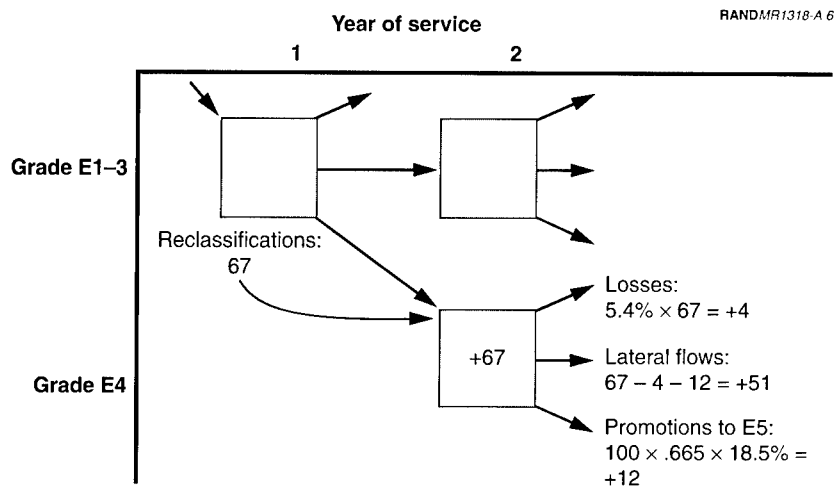 RANDMR1318-A 6
Year of service
1 2
Grade E1–3
Reclassifications:
67
Losses:
5.4% × 67 = +4
+67
Lateral flows:
67 – 4 – 12 = +51
Grade E4
Promotions to E5:
100 × .665 × 18.5% =
+12